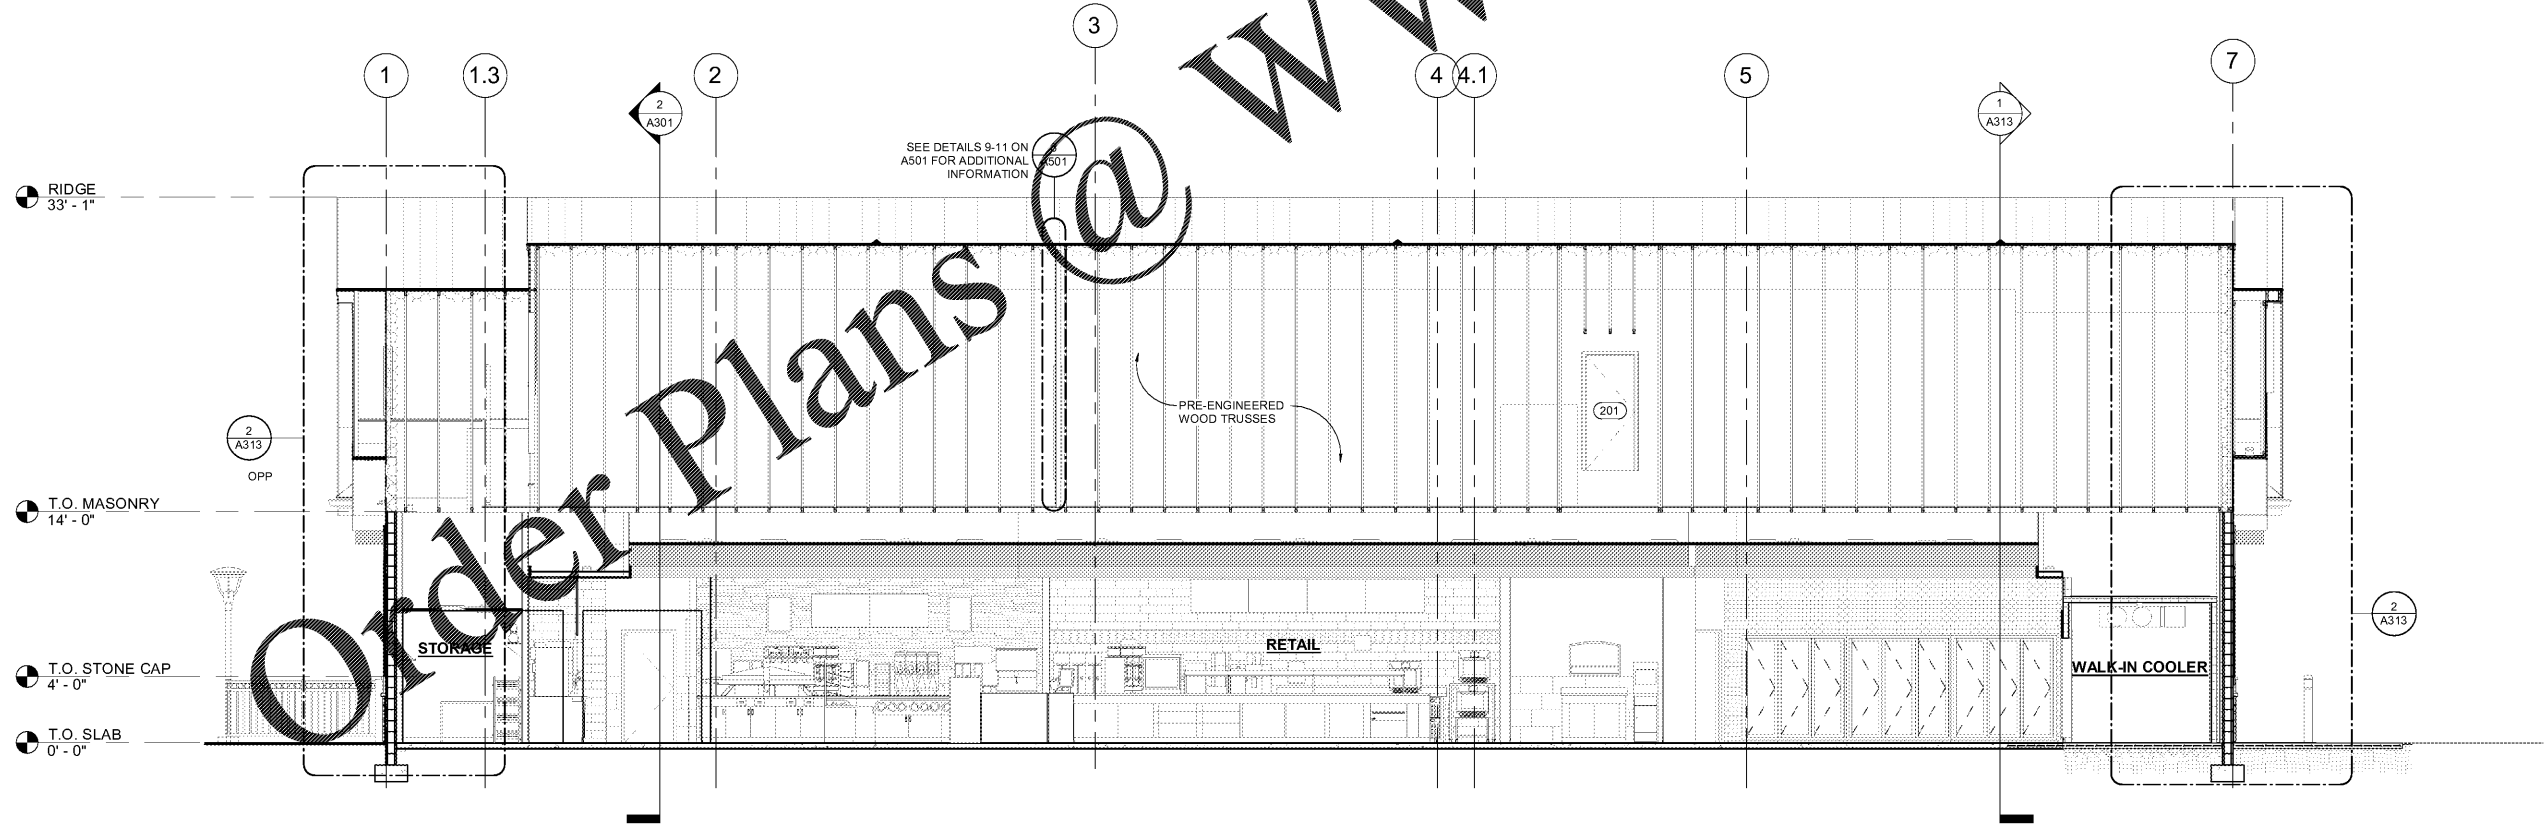 3
1
1.3
2
4
4.1
5
7
2
A301
1
A313
SEE DETAILS 9-11 ON
A501 FOR ADDITIONAL
INFORMATION
A501
RIDGE
33' - 1"
PRE-ENGINEERED
WOOD TRUSSES
201
2
A313
OPP
T.O. MASONRY
14' - 0"
2
A313
STORAGE
RETAIL
WALK-IN COOLER
T.O. STONE CAP
4' - 0"
T.O. SLAB
0' - 0"
Order Plans @ w